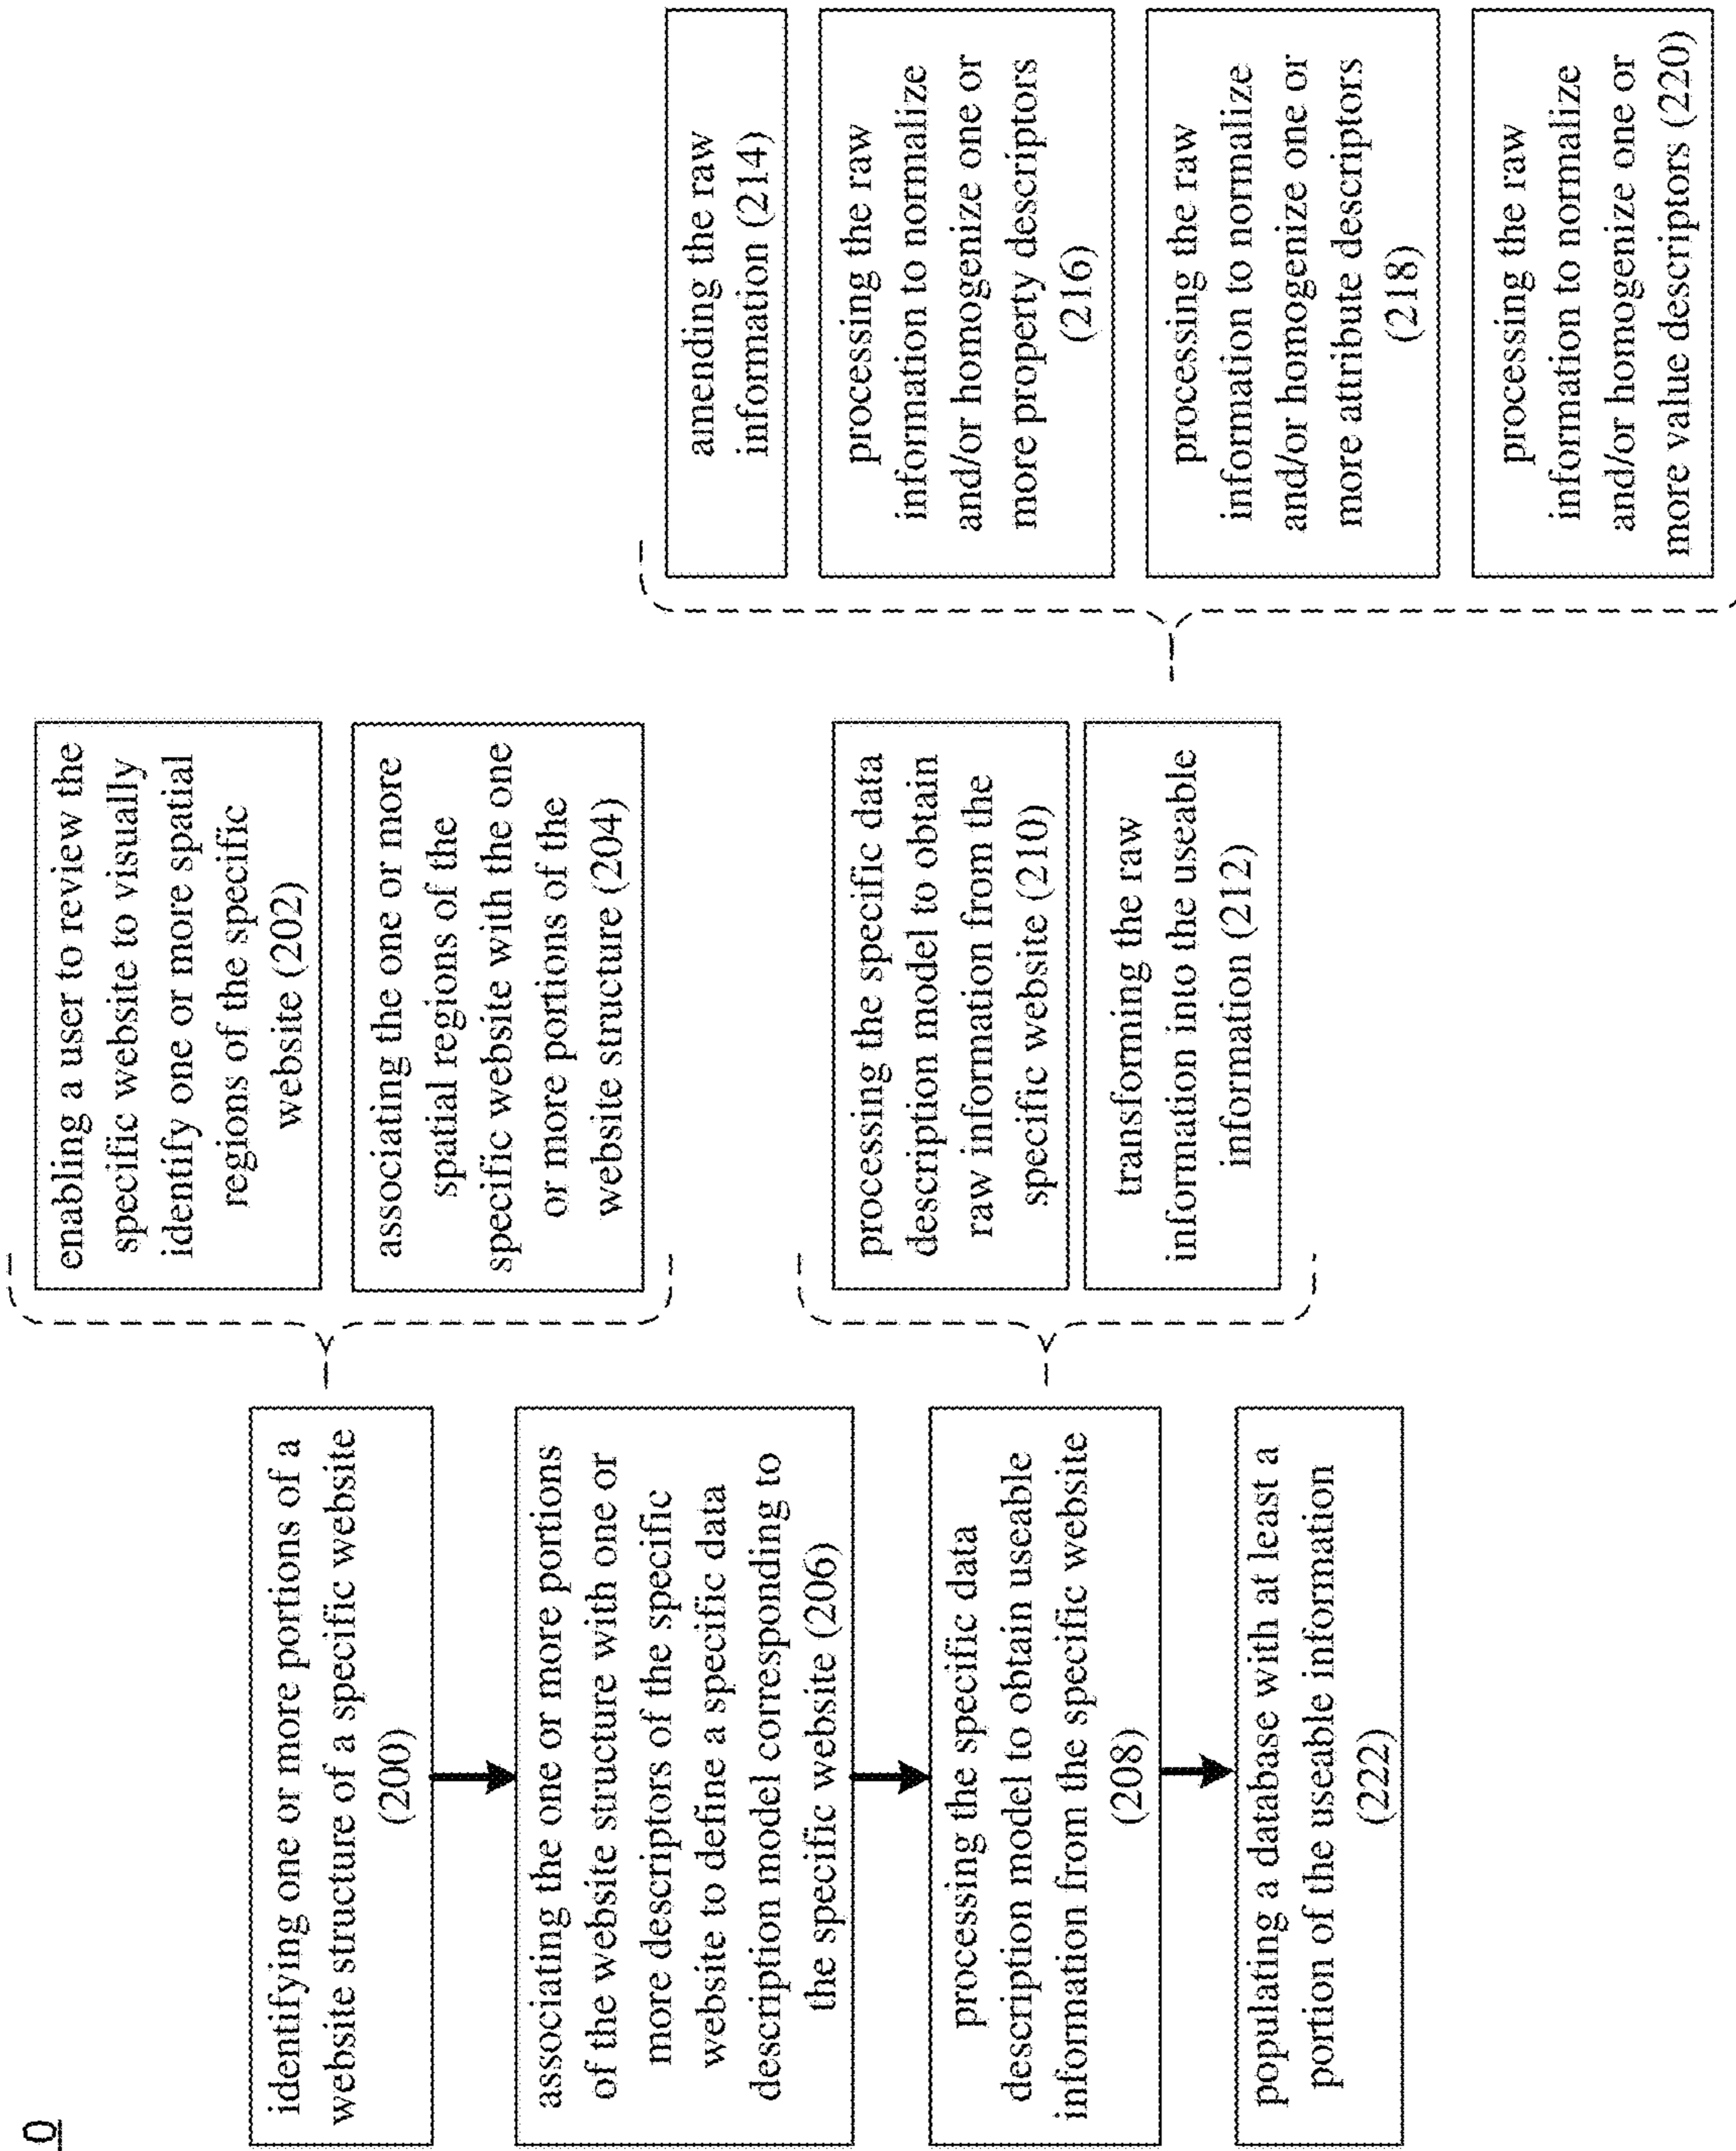 10
identifying one or more portions of a
website structure of a specific website
(200)
associating the one or more portions
of the website structure with one or
more descriptors of the specific
website to define a specific data
description model corresponding to
the specific website (206)
processing the specific data
description model to obtain useable
information from the specific website
(208)
populating a database with at least a
portion of the useable information
(222)
enabling a user to review the
specific website to visually
identify one or more spatial
regions of the specific
website (202)
associating the one or more
spatial regions of the
specific website with the one
or more portions of the
website structure (204)
processing the specific data
description model to obtain
raw information from the
specific website (210)
transforming the raw
information into the useable
information (212)
amending the raw
information (214)
processing the raw
information to normalize
and/or homogenize one or
more property descriptors
(216)
processing the raw
information to normalize
and/or homogenize one or
more attribute descriptors
(218)
processing the raw
information to normalize
and/or homogenize one or
more value descriptors (220)